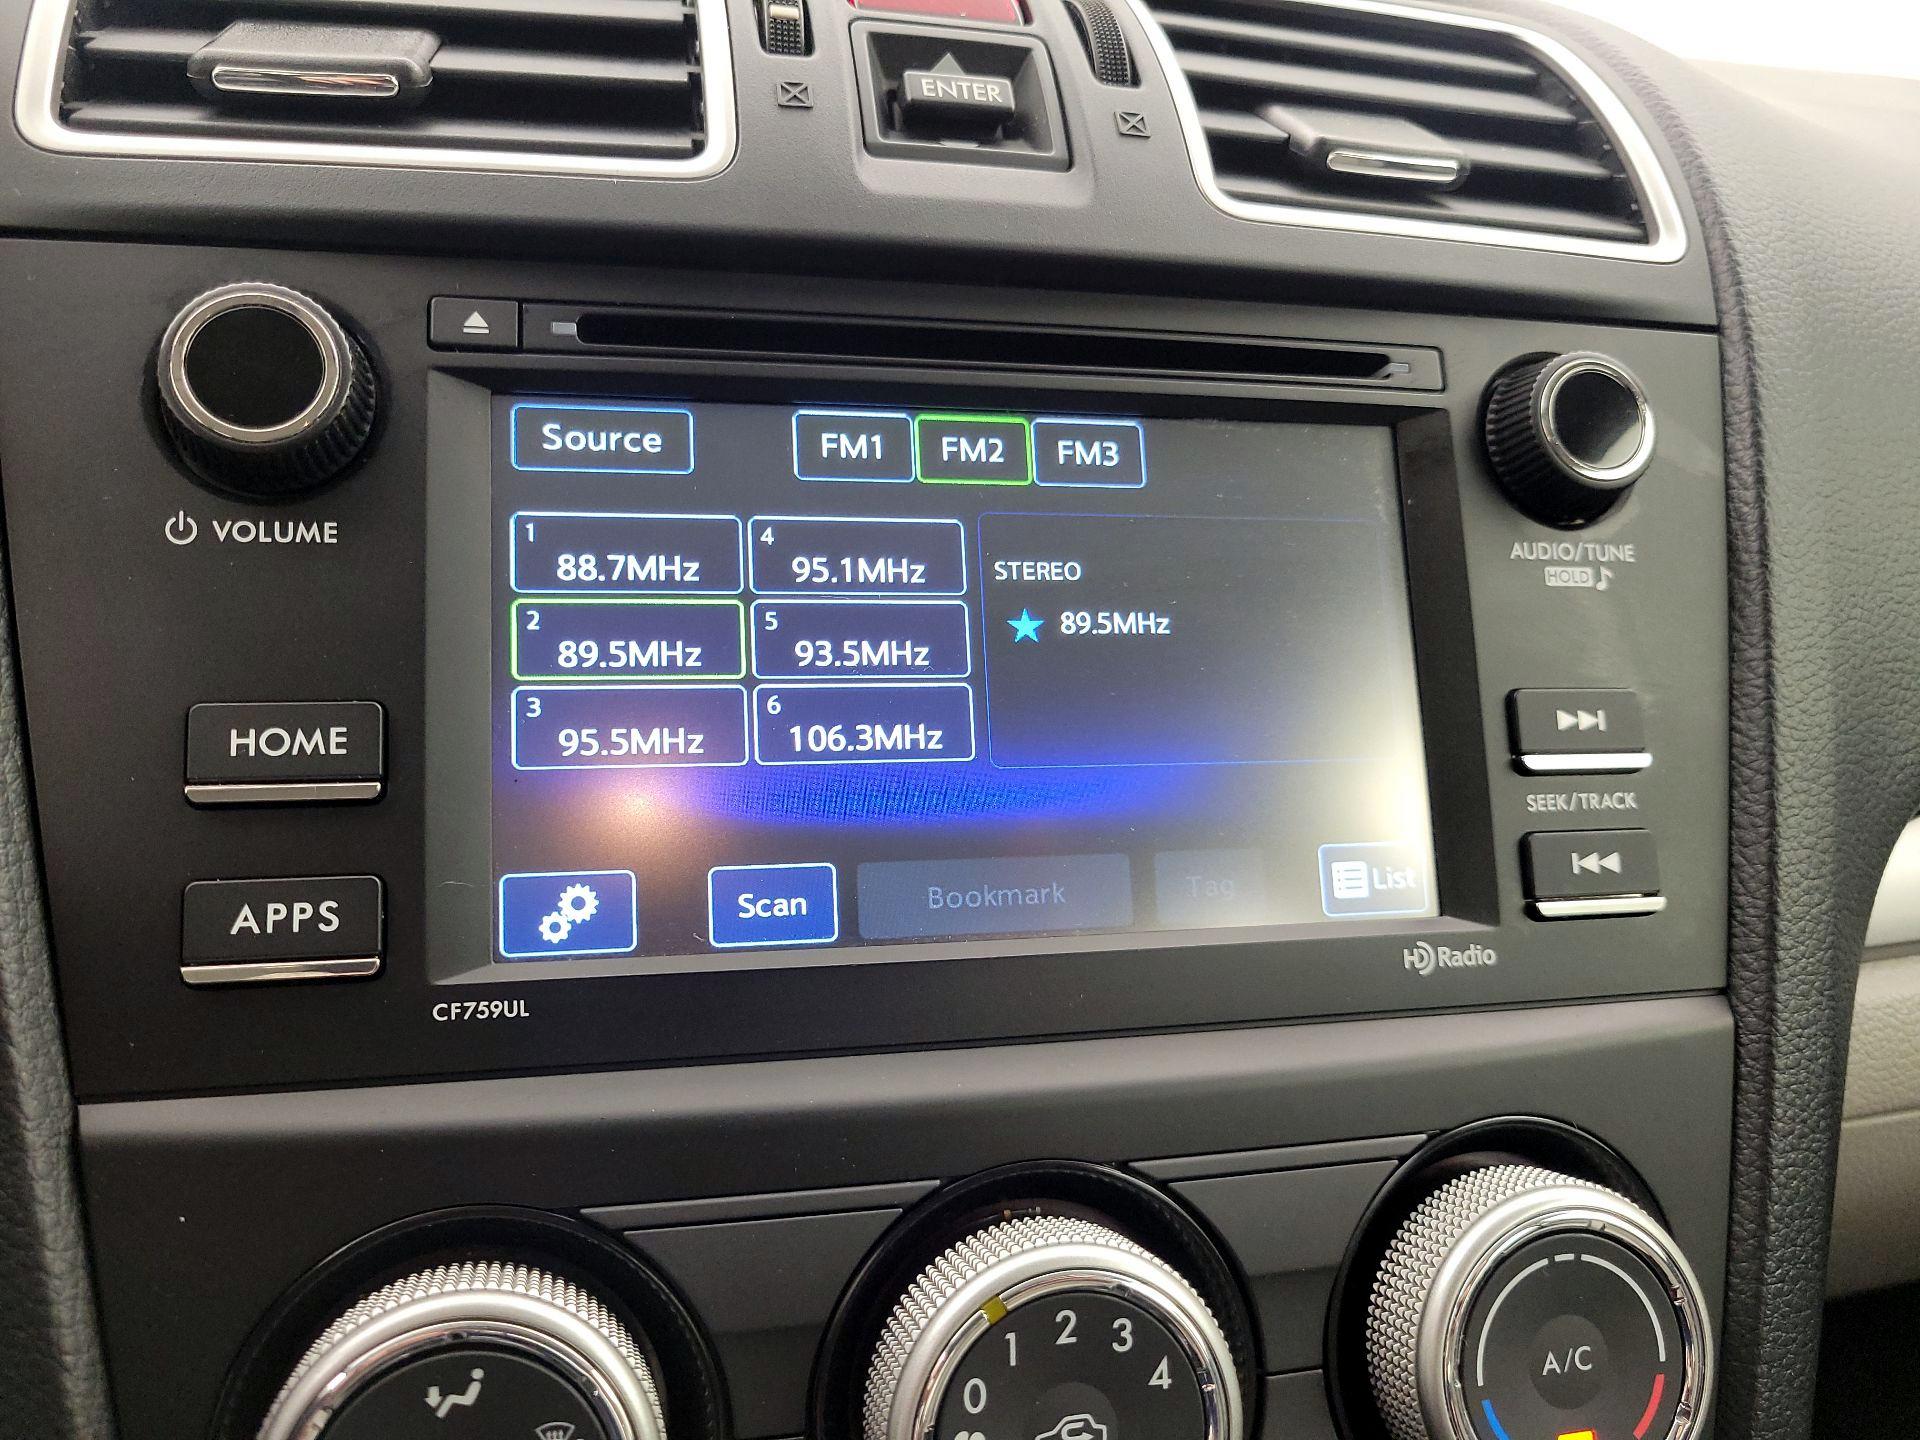 ENTER
VOLUME
Source
FM1 FM2 FM3
1
88.7MHz
4
95.1MHz
STEREO
2
89.5MHz
5
93.5MHz
89.5MHz
3
95.5MHz
6
106.3MHz
AUDIO/TUNE
HOLD
HOME
SEEK/TRACK
APPS
Scan
Bookmark
Tag
List
HD Radio
CF759UL
0 1 2 3 4
A/C